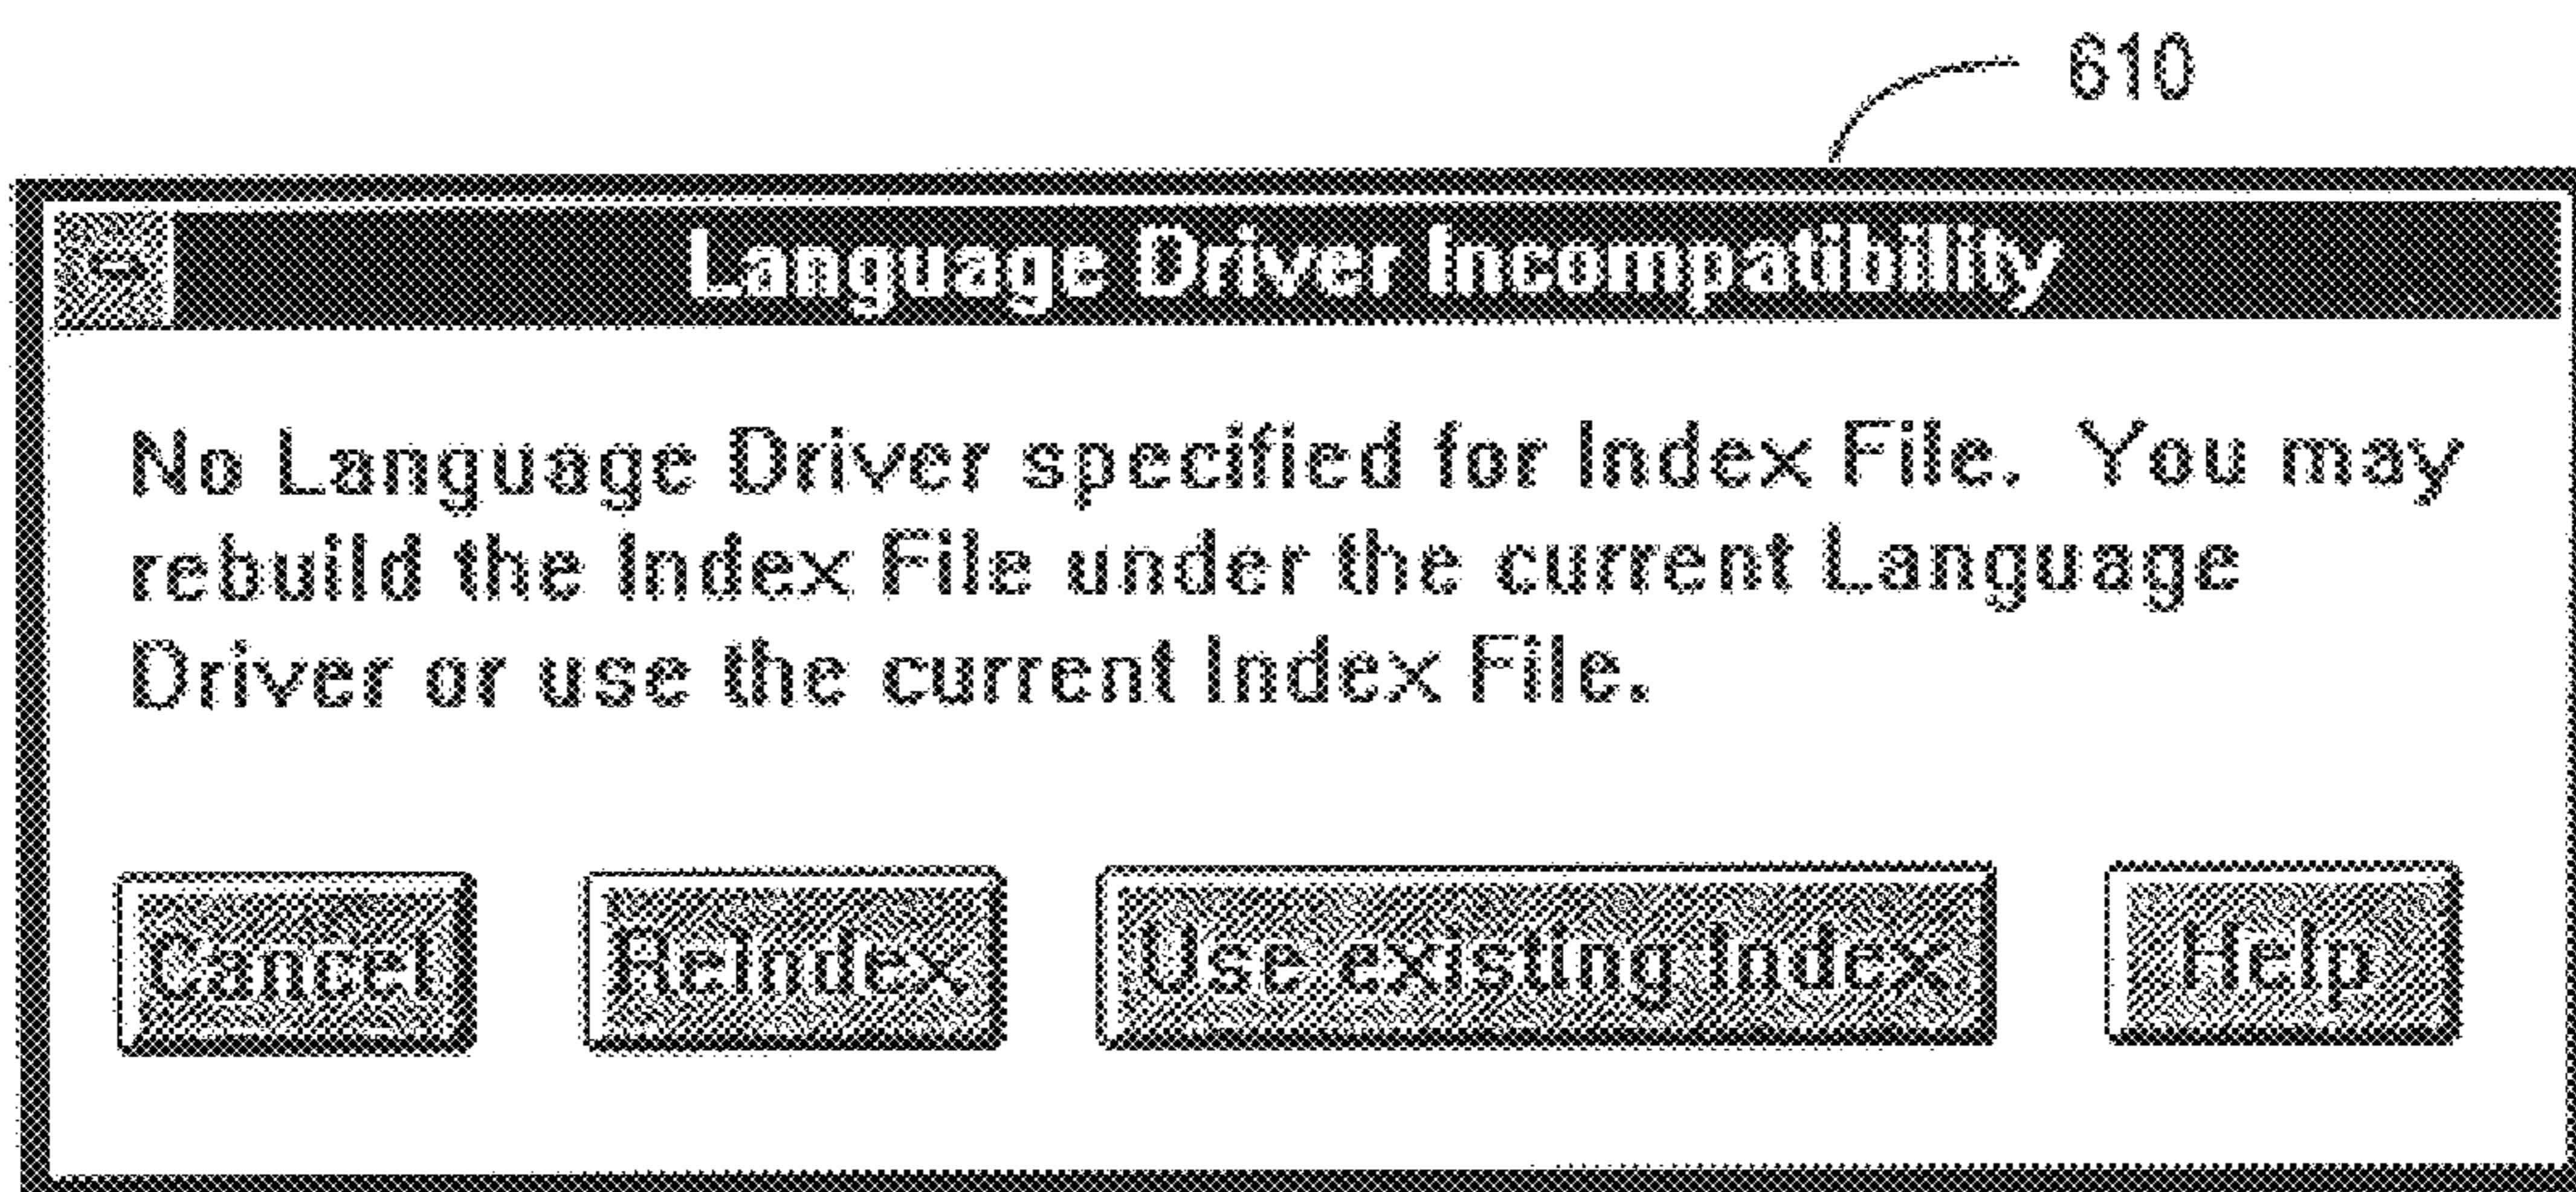 610
Language Driver Incompatibility
No Language Driver specified for Index File.  You may
rebuild the Index File under the current Language
Driver or use the current Index File.
Cancel ReIndex Use existing Index Help